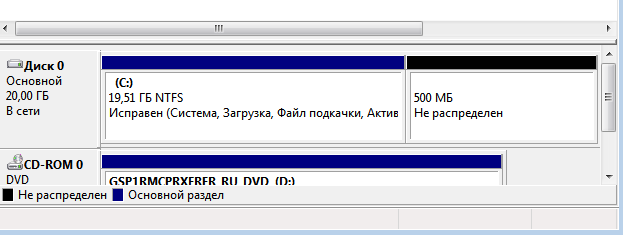 Диск 0
Основной
20,00 ГБ
В сети
(C:)
19,51 ГБ NTFS
Исправен (Система, Загрузка, Файл подкачки, Актив
500 МБ
Не распределен
CD-ROM 0
DVD
GSP1RMCPRXFRER_RU_DVD (D:)
Не распределен
Основной раздел